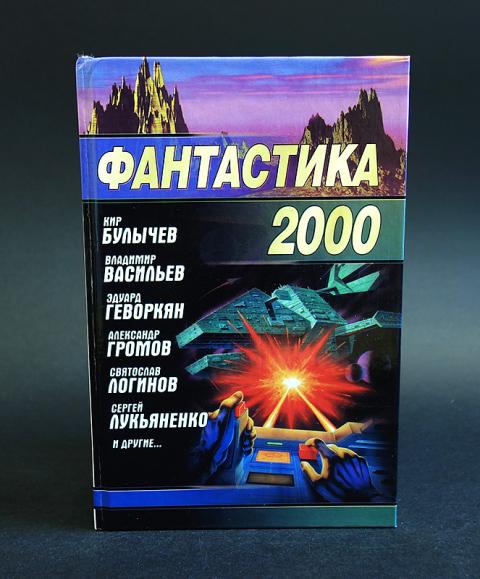 ФАНТАСТИКА
2000
КИР
БУЛЫЧЕВ
ВЛАДИМИР
ВАСИЛЬЕВ
ЭДУАРД
ГЕВОРКЯН
АЛЕКСАНДР
ГРОМОВ
СВЯТОСЛАВ
ЛОГИНОВ
СЕРГЕЙ
ЛУКЬЯНЕНКО
И ДРУГИЕ...